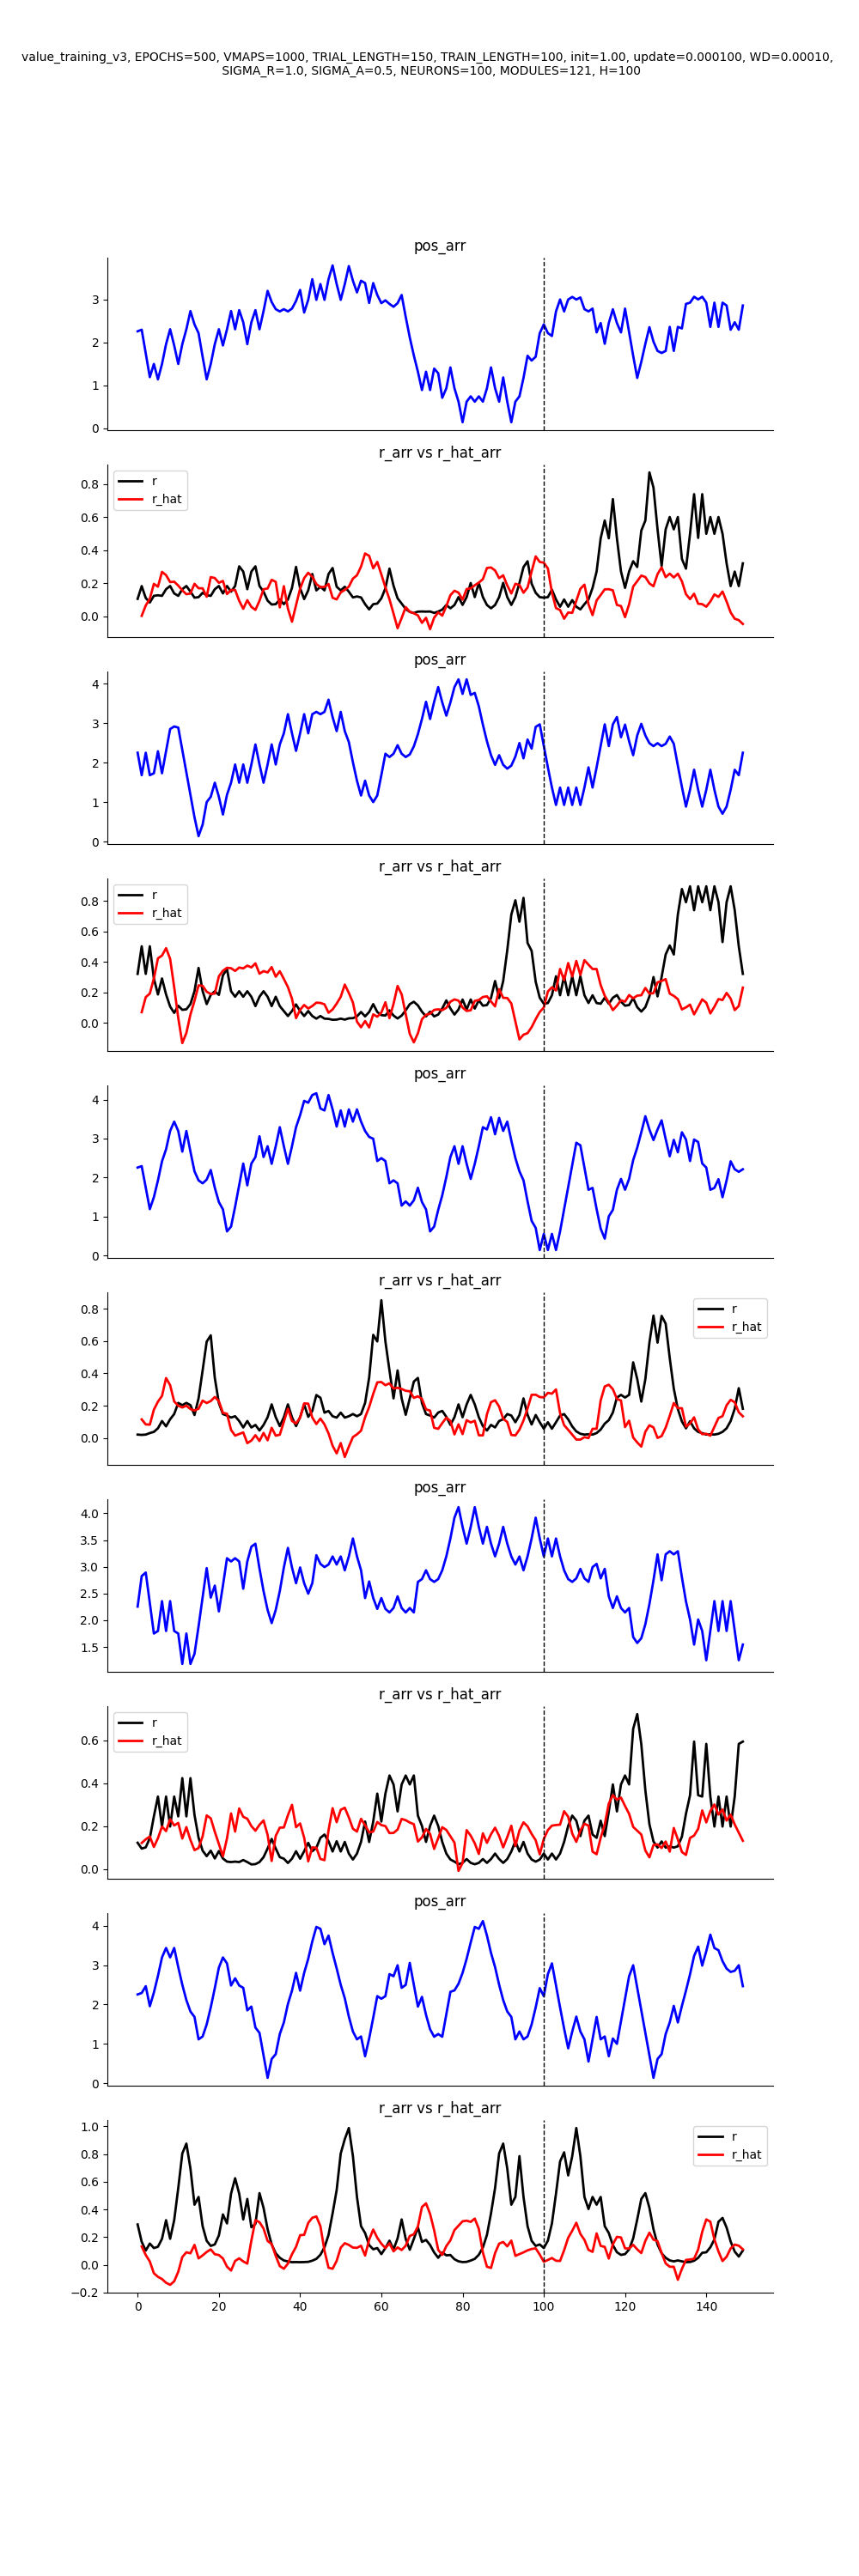 value_training_v3, EPOCHS=500, VMAPS=1000, TRIAL_LENGTH=150, TRAIN_LENGTH=100, init=1.00, update=0.000100, WD=0.00010,
SIGMA_R=1.0, SIGMA_A=0.5, NEURONS=100, MODULES=121, H=100
pos_arr
3
2
1
0
r_arr vs r_hat_arr
r
r_hat
0.8
0.6
0.4
0.2
0.0
pos_arr
4
3
2
1
0
r_arr vs r_hat_arr
r
r_hat
0.8
0.6
0.4
0.2
0.0
pos_arr
4
3
2
1
0
r_arr vs r_hat_arr
r
r_hat
0.8
0.6
0.4
0.2
0.0
pos_arr
4.0
3.5
3.0
2.5
2.0
1.5
r_arr vs r_hat_arr
r
r_hat
0.6
0.4
0.2
0.0
pos_arr
4
3
2
1
0
r_arr vs r_hat_arr
r
r_hat
1.0
0.8
0.6
0.4
0.2
0.0
−0.2
0 20 40 60 80 100 120 140